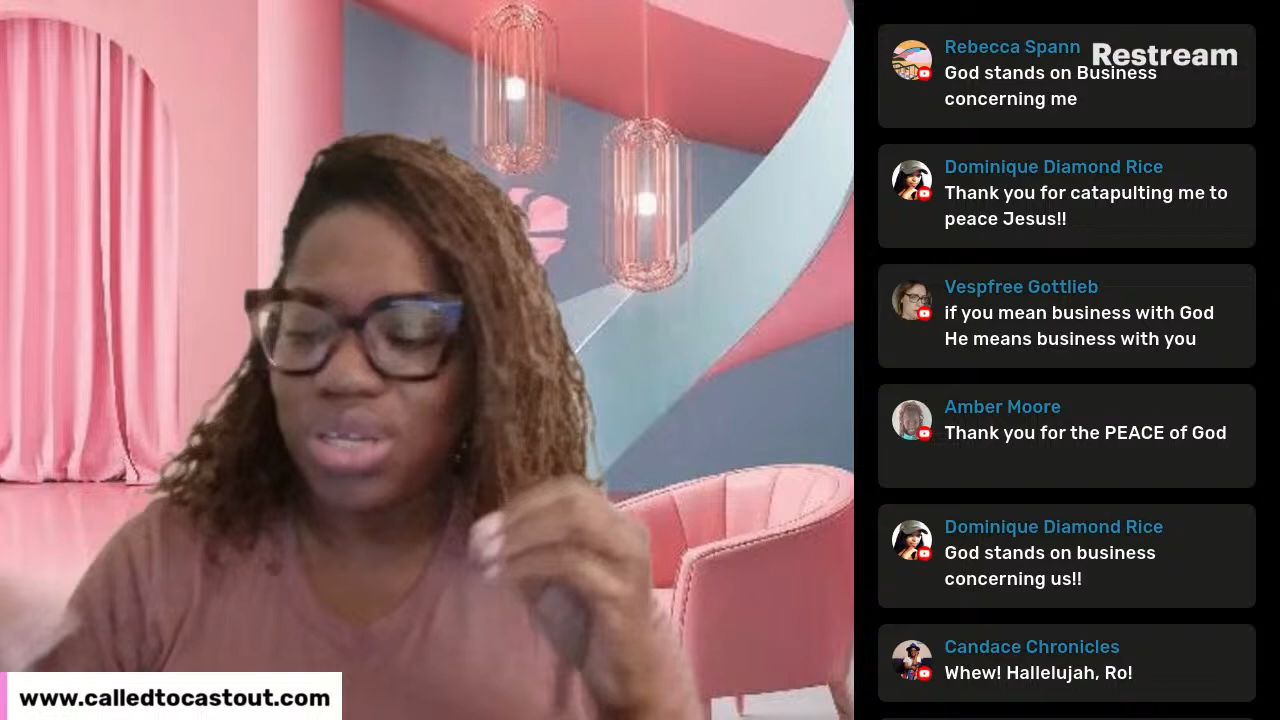 Rebecca Spann
Restream
God stands on Business
concerning me
Dominique Diamond Rice
Thank you for catapulting me to
peace Jesus!!
Vespfree Gottlieb
if you mean business with God
He means business with you
Amber Moore
Thank you for the PEACE of God
Dominique Diamond Rice
God stands on business
concerning us!!
Candace Chronicles
Whew! Hallelujah, Ro!
www.calledtocastout.com